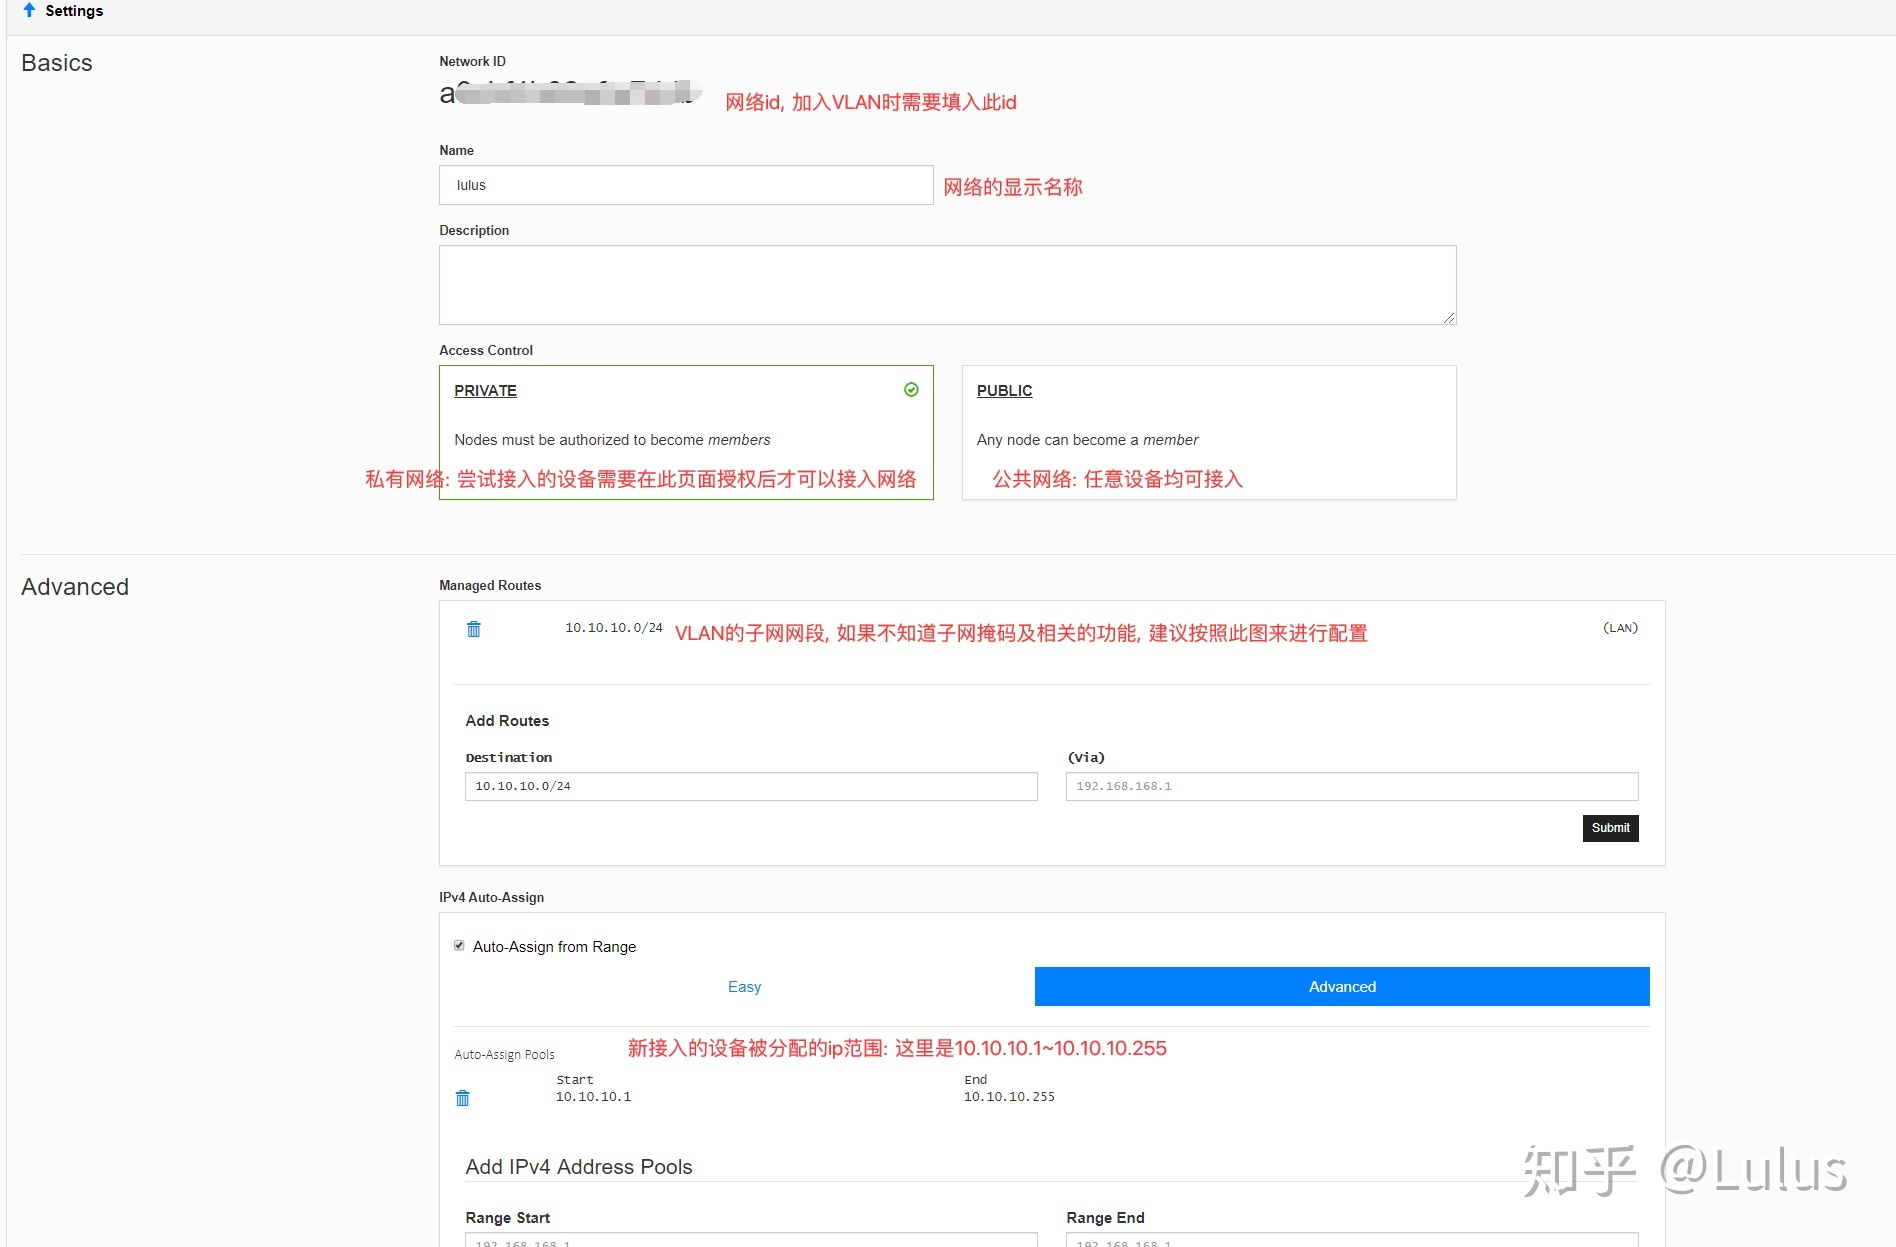 Settings
Basics
Network ID
网络id, 加入VLAN时需要填入此id
Name
lulus
网络的显示名称
Description
Access Control
PRIVATE
Nodes must be authorized to become members
私有网络: 尝试接入的设备需要在此页面授权后才可以接入网络
PUBLIC
Any node can become a member
公共网络: 任意设备均可接入
Advanced
Managed Routes
10.10.10.0/24
VLAN的子网网段, 如果不知道子网掩码及相关的功能, 建议按照此图来进行配置
(LAN)
Add Routes
Destination
(Via)
10.10.10.0/24
192.168.168.1
Submit
IPv4 Auto-Assign
Auto-Assign from Range
Easy
Advanced
Auto-Assign Pools
新接入的设备被分配的ip范围: 这里是10.10.10.1~10.10.10.255
Start
End
10.10.10.1
10.10.10.255
Add IPv4 Address Pools
Range Start
Range End
192.168.168.1
192.168.168.1
知乎 @Lulus